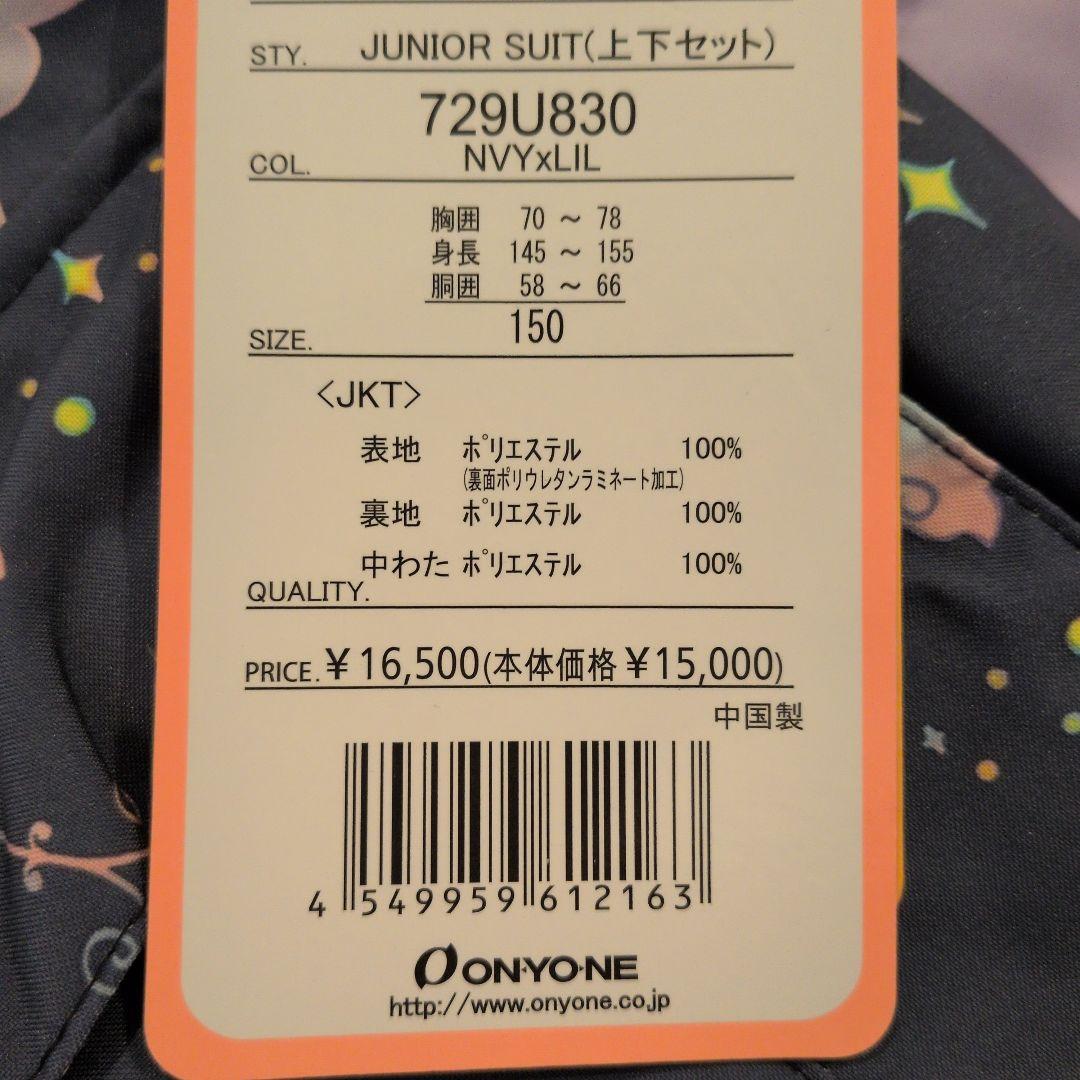 STY. JUNIOR SUIT(上下セット)
729U830
COL. NVYxLIL
胸囲 70 ～ 78
身長 145 ～ 155
胴囲 58 ～ 66
SIZE. 150
<JKT>
表地 ﾎﾟﾘｴｽﾃﾙ 100%
(裏面ポリウレタンラミネート加工)
裏地 ﾎﾟﾘｴｽﾃﾙ 100%
中わた ﾎﾟﾘｴｽﾃﾙ 100%
QUALITY.
PRICE. ¥16,500(本体価格¥15,000)
中国製
4 549959 612163
ONYONE
http://www.onyone.co.jp